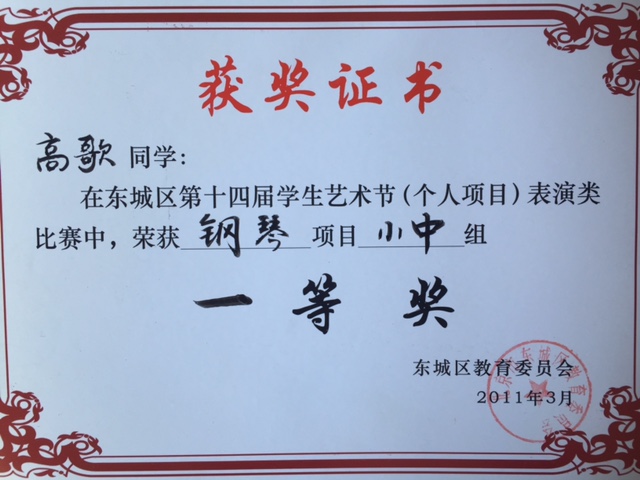 获奖证书
高歌 同学:
在东城区第十四届学生艺术节(个人项目)表演类
比赛中，荣获 钢琴 项目 小中 组
一等奖
东城区教育委员会
2011年3月